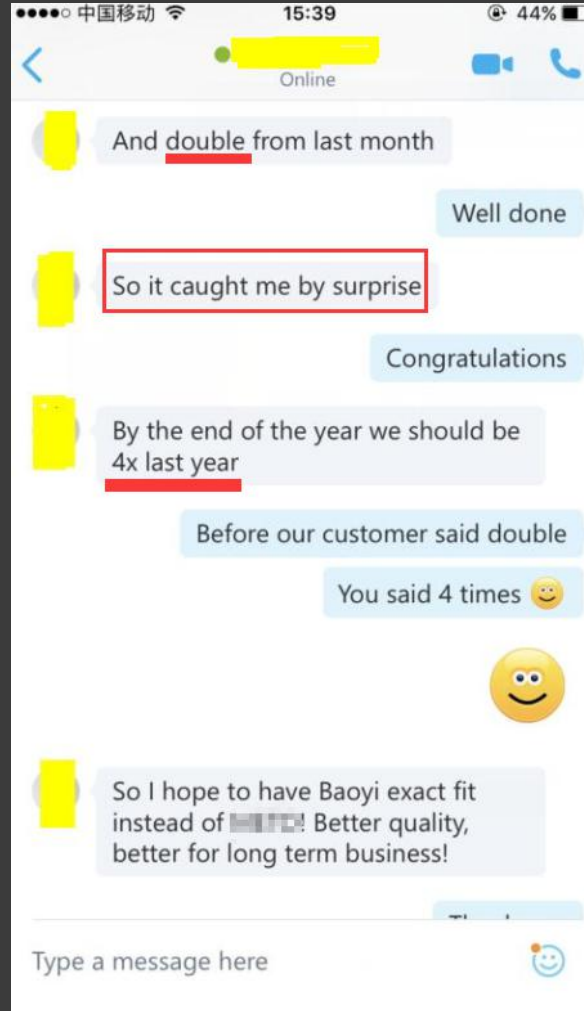 中国移动
15:39
44%
Online
And double from last month
Well done
So it caught me by surprise
Congratulations
By the end of the year we should be
4x last year
Before our customer said double
You said 4 times
So I hope to have Baoyi exact fit
instead of ! Better quality,
better for long term business!
Type a message here